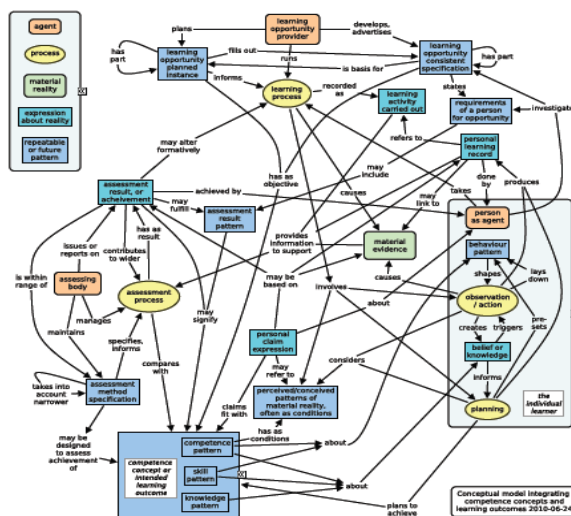 agent
process
material
reality
expression
about reality
repeatable
or future
pattern
learning
opportunity
provider
plans
develops,
advertises
has
part
learning
opportunity
planned
instance
fills out
runs
is basis for
learning
opportunity
consistent
specification
has part
informs
learning
process
recorded
as
learning
activity
carried out
states
requirements
of a person
for opportunity
investigates
may alter
formatively
refers to
personal
learning
record
has as
objective
may
include
done
by
produces
assessment
result, or
acheivement
achieved by
may
fulfill
assessment
result
pattern
causes
may
link to
takes
person
as agent
issues or
reports on
has as
result
contributes
to wider
provides
information
to support
material
evidence
behaviour
pattern
is within
range of
assessing
body
assessment
process
may be
based on
causes
shapes
lays
down
involves
about
observation
/ action
manages
maintains
specifies,
informs
may
signify
pre-
sets
creates
triggers
personal
claim
expression
considers
belief or
knowledge
compares
with
may
refer to
informs
takes into
account
narrower
assessment
method
specification
claims
fit with
perceived/conceived
patterns
of material reality,
often as conditions
planning
the
individual
learner
may be
designed
to assess
achievement
of
has as
conditions
competence
pattern
about
competence
concept or
intended
learning
outcome
skill
pattern
about
knowledge
pattern
plans to
achieve
Conceptual model integrating
competence concepts and
learning outcomes 2010-06-24